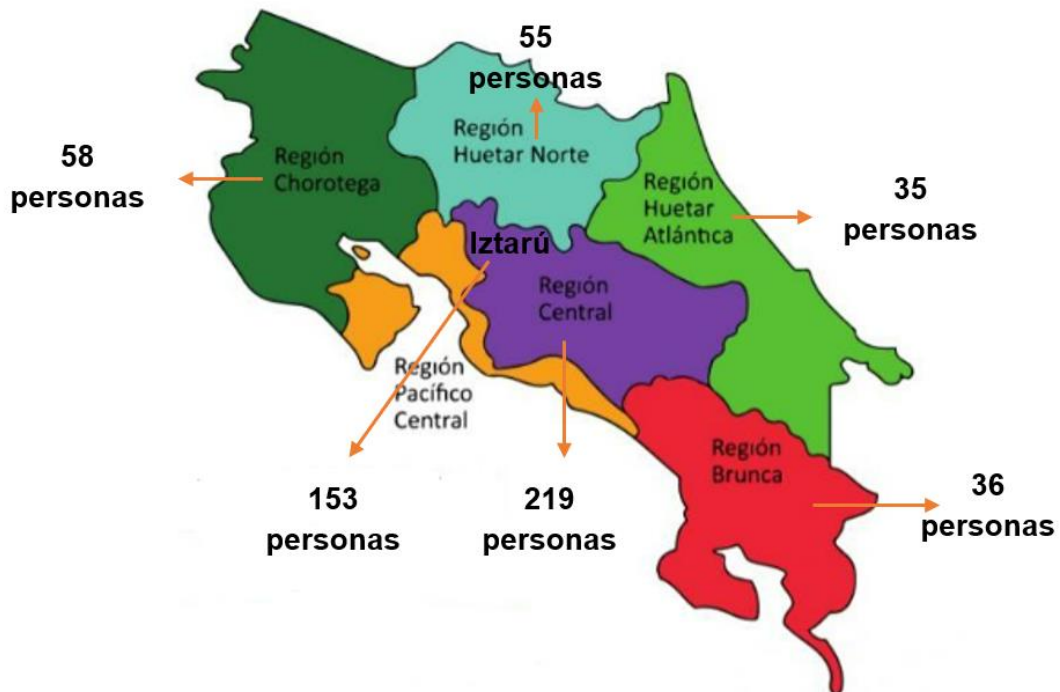 55
personas
Región
Huetar Norte
58
personas
Región
Chorotega
Región
Huetar
Atlántica
35
personas
Iztarú
Región
Central
Región
Pacífico
Central
Región
Brunca
153
personas
219
personas
36
personas